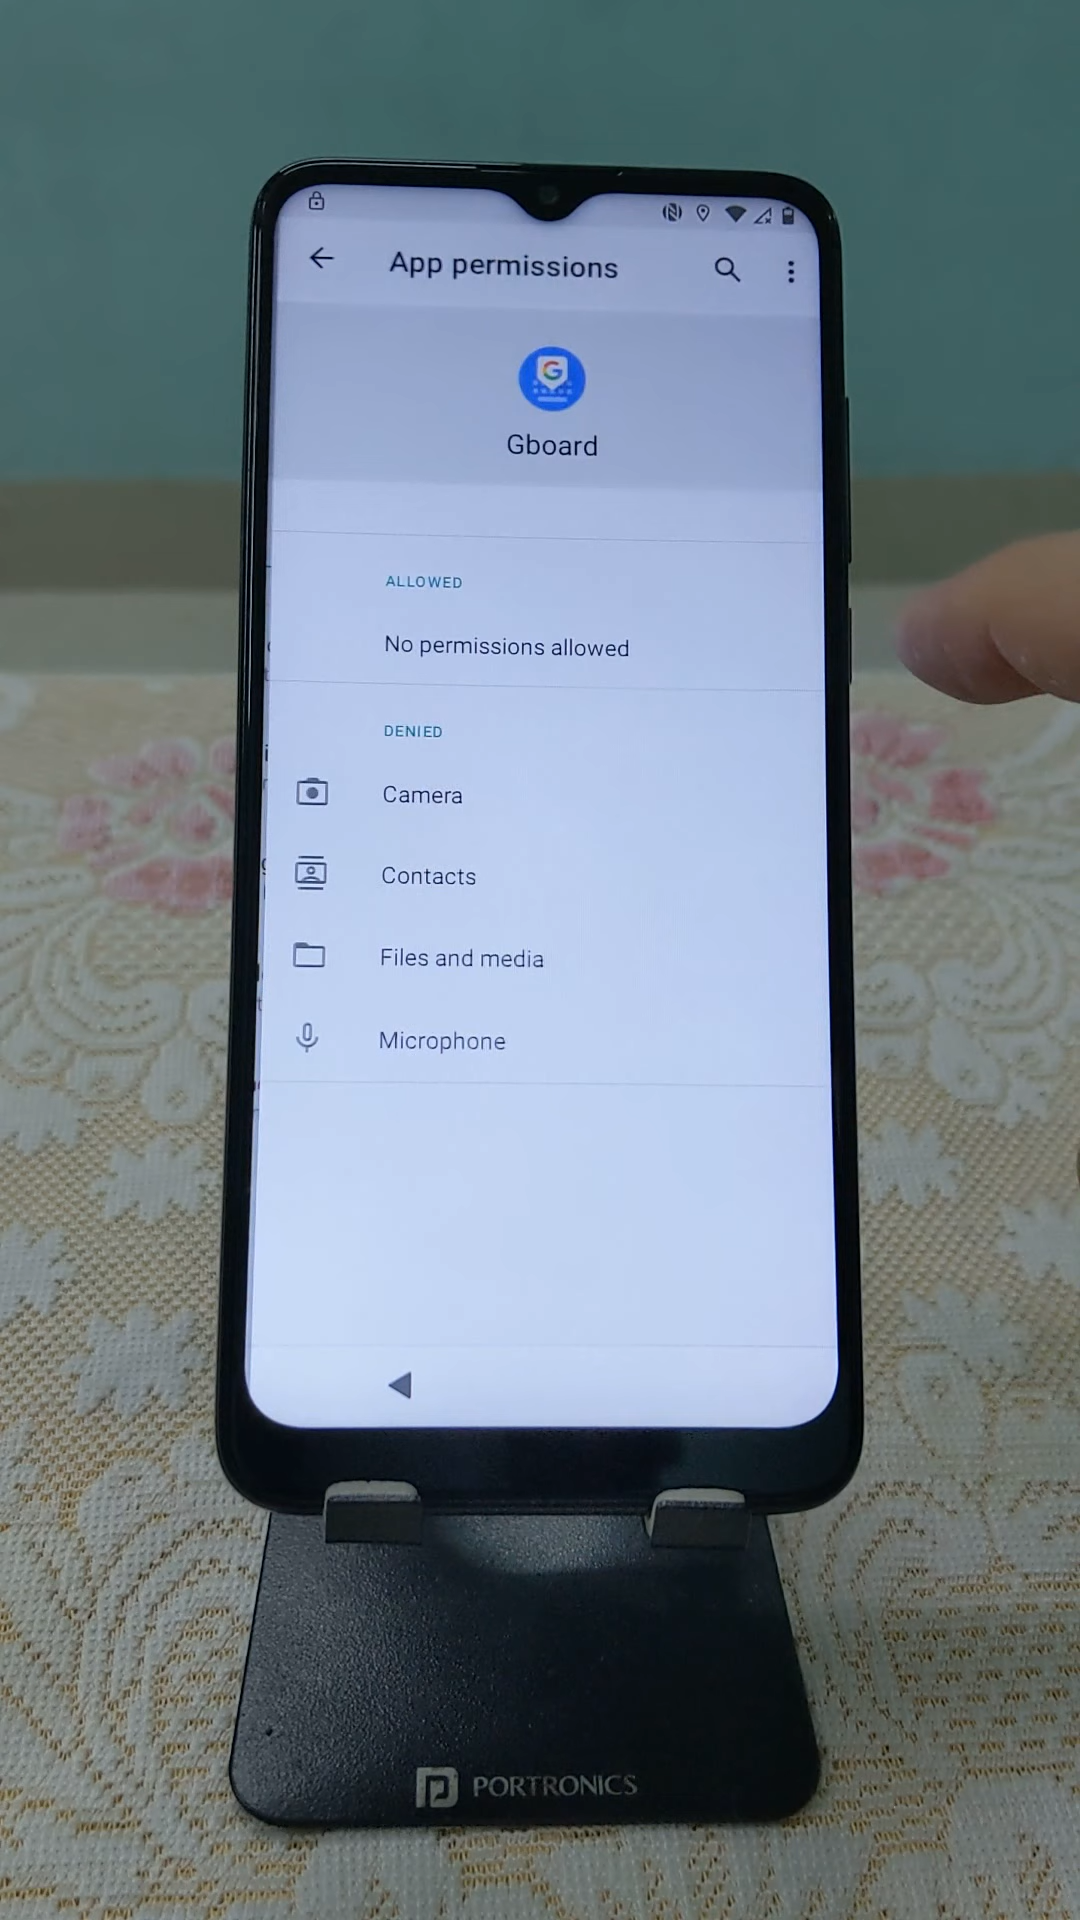 App permissions
Gboard
ALLOWED
No permissions allowed
DENIED
Camera
Contacts
Files and media
Microphone
PORTRONICS